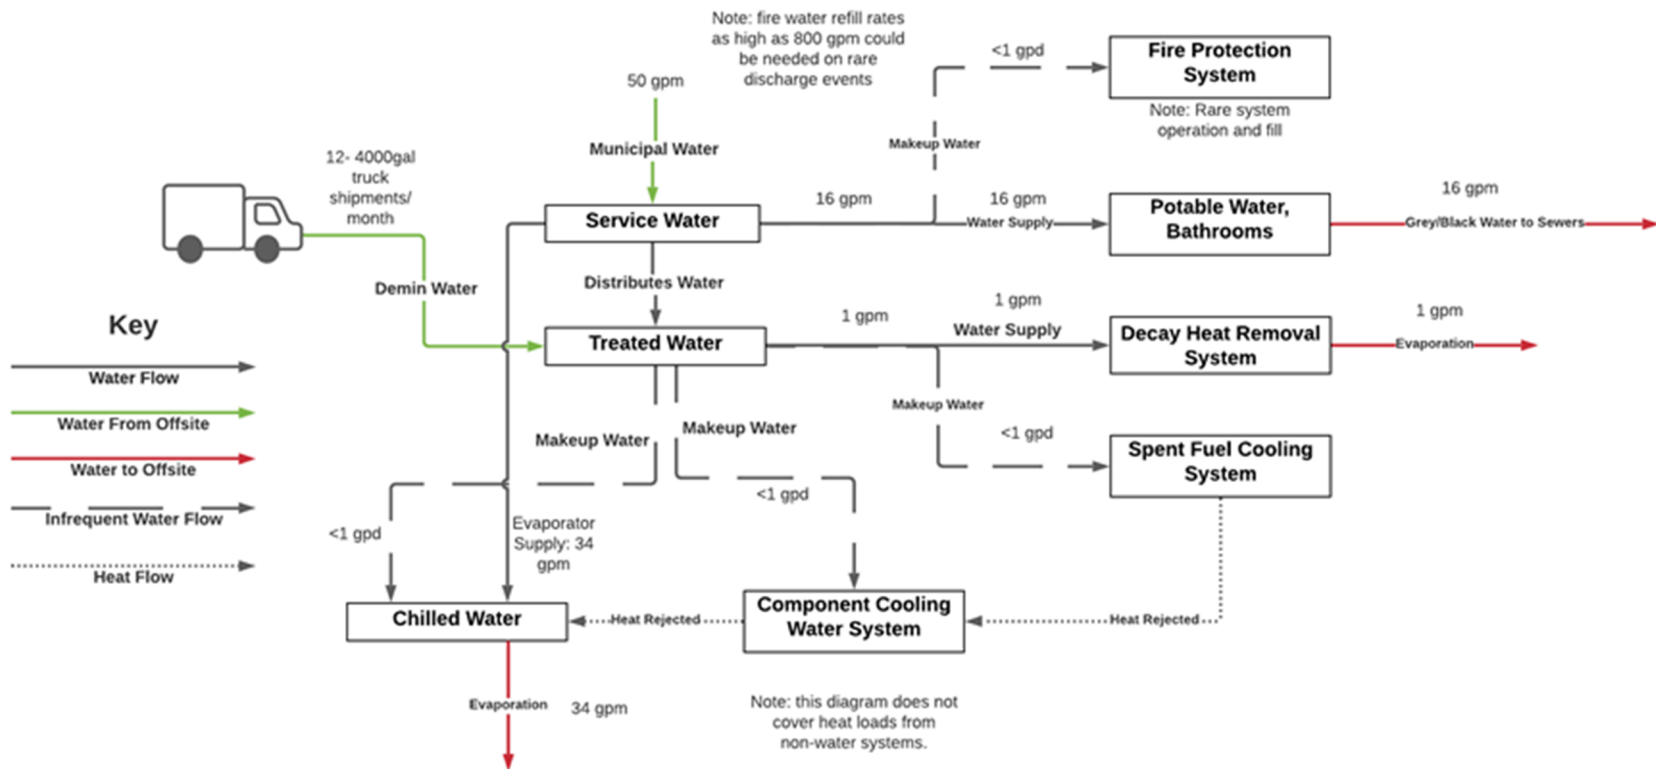 Note: fire water refill rates
as high as 800 gpm could
be needed on rare
discharge events
<1 gpd
Fire Protection
System
Note: Rare system
operation and fill
50 gpm
Municipal Water
Makeup Water
12- 4000gal
truck
shipments/
month
Demin Water
Service Water
16 gpm
16 gpm
Water Supply
Potable Water,
Bathrooms
16 gpm
Grey/Black Water to Sewers
Distributes Water
Treated Water
1 gpm
1 gpm
Water Supply
Decay Heat Removal
System
1 gpm
Evaporation
Key
Water Flow
Water From Offsite
Water to Offsite
Infrequent Water Flow
Heat Flow
Makeup Water
Makeup Water
Makeup Water
<1 gpd
Spent Fuel Cooling
System
<1 gpd
<1 gpd
Evaporator
Supply: 34
gpm
Chilled Water
Heat Rejected
Component Cooling
Water System
Heat Rejected
Evaporation
34 gpm
Note: this diagram does not
cover heat loads from
non-water systems.